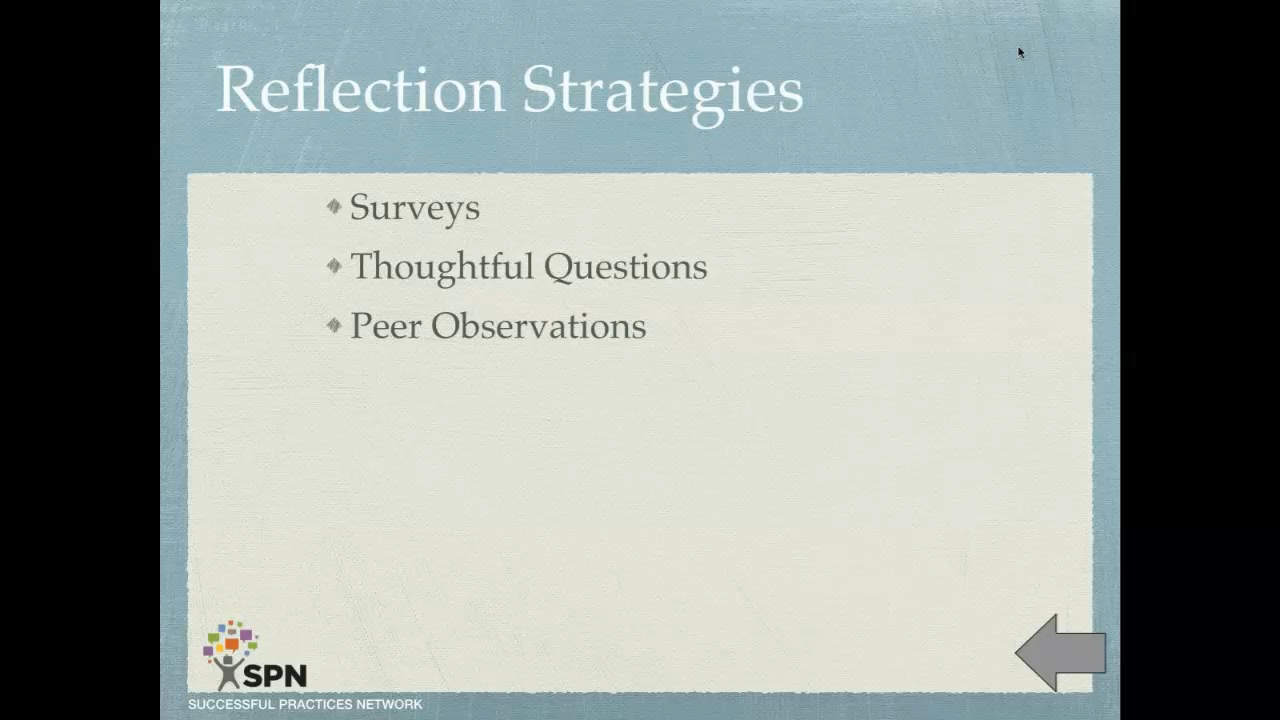 Reflection Strategies
Surveys
Thoughtful Questions
Peer Observations
SPN
SUCCESSFUL PRACTICES NETWORK